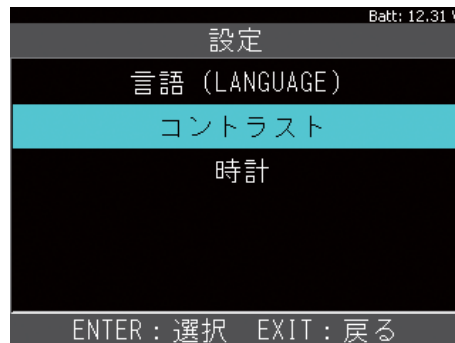 Batt: 12.31 V
設定
言語（LANGUAGE）
コントラスト
時計
ENTER：選択　EXIT：戻る